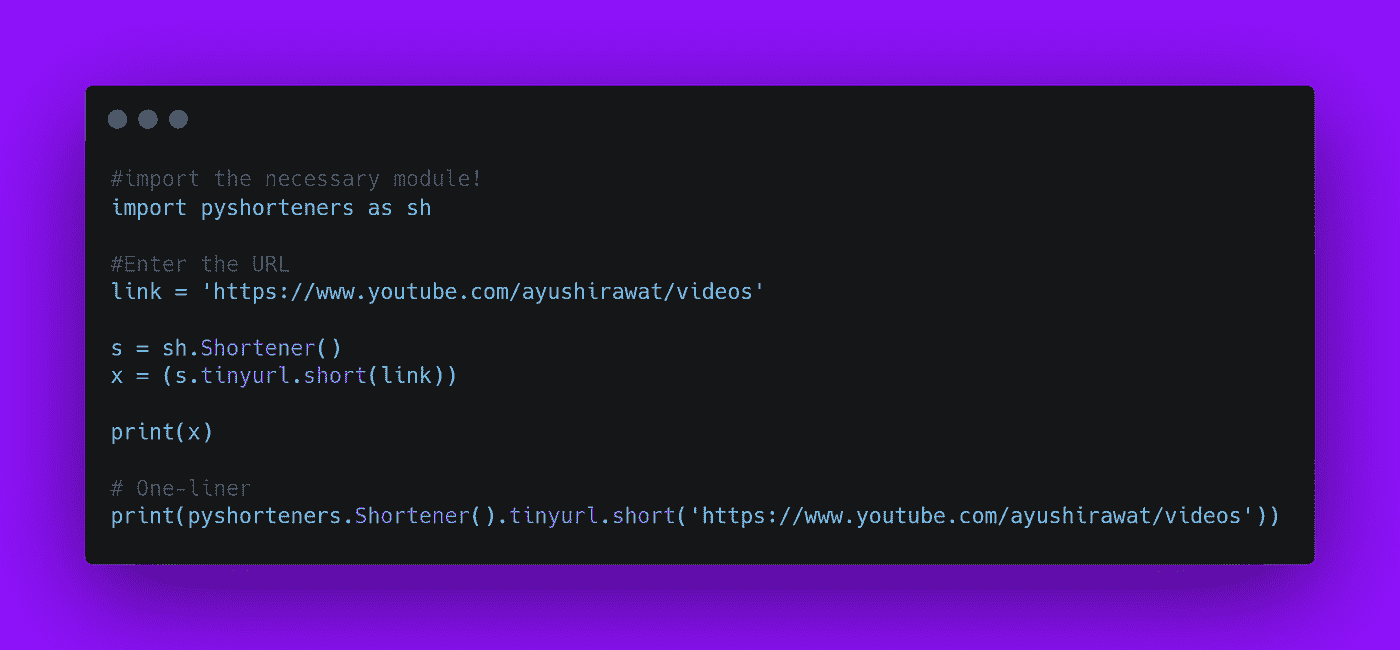 #import the necessary module!
import pyshorteners as sh
#Enter the URL
link = 'https://www.youtube.com/ayushirawat/videos'
s = sh.Shortener()
x = (s.tinyurl.short(link))
print(x)
# One-liner
print(pyshorteners.Shortener().tinyurl.short('https://www.youtube.com/ayushirawat/videos'))